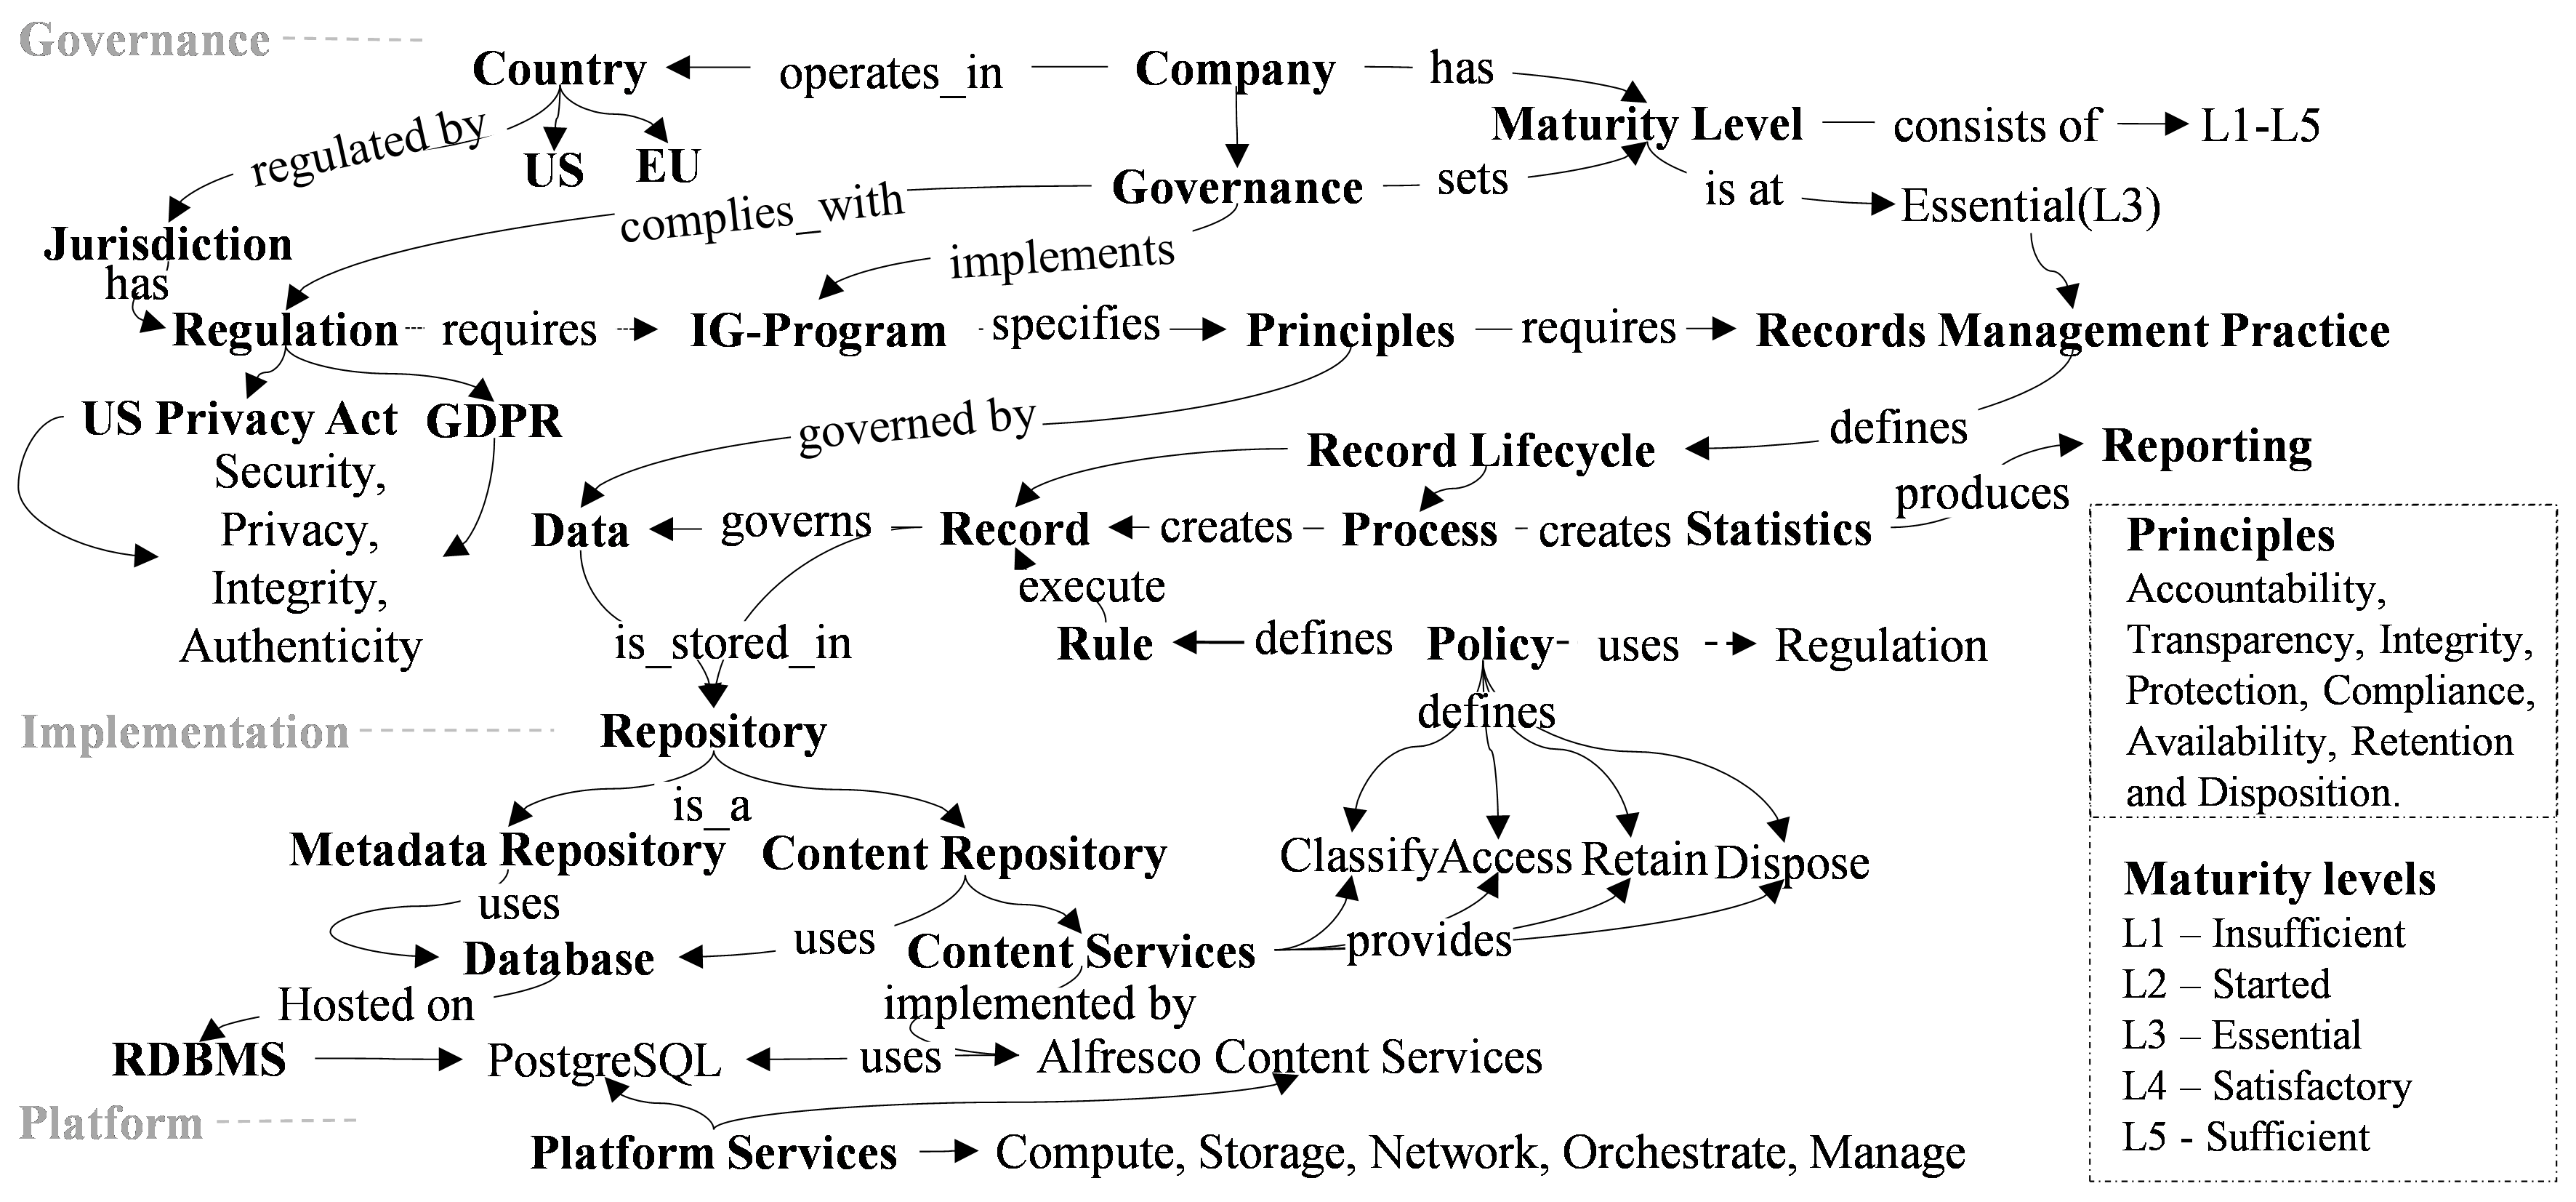 Governance
Country operates_in Company has
Maturity Level consists of L1-L5
regulated by US EU
Governance sets is at Essential(L3)
complies_with
Jurisdiction
has
implements
Regulation requires IG-Program specifies Principles requires Records Management Practice
US Privacy Act GDPR
governed by
defines
Record Lifecycle Reporting
Security,
Privacy,
Integrity,
Authenticity
produces
Data governs Record creates Process creates Statistics
execute
is_stored_in Rule defines Policy uses Regulation
defines
Implementation Repository
is_a
Metadata Repository Content Repository
Classify Access Retain Dispose
uses
Database uses Content Services provides
Hosted on implemented by
RDBMS PostgreSQL uses Alfresco Content Services
Platform
Platform Services Compute, Storage, Network, Orchestrate, Manage
Principles
Accountability,
Transparency, Integrity,
Protection, Compliance,
Availability, Retention
and Disposition.
Maturity levels
L1 – Insufficient
L2 – Started
L3 – Essential
L4 – Satisfactory
L5 - Sufficient